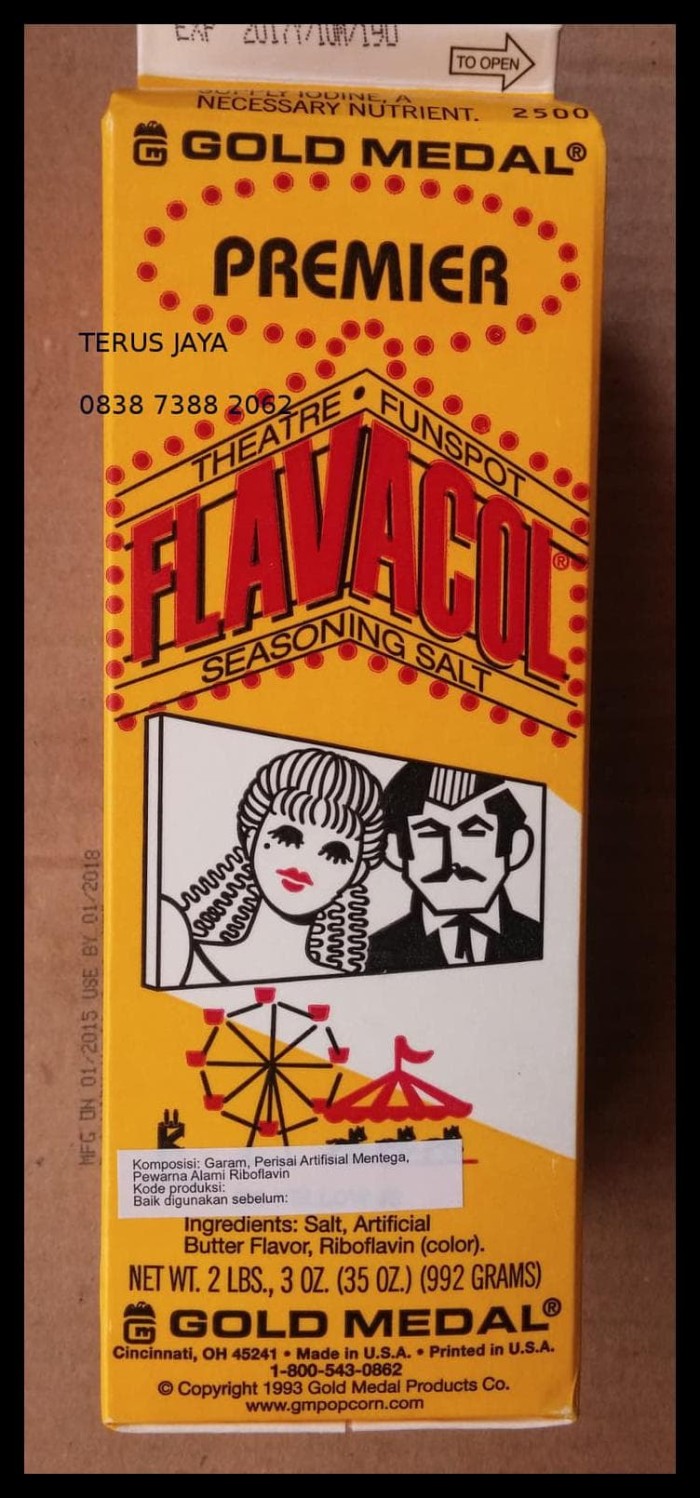 TO OPEN
NECESSARY NUTRIENT. 2500
GOLD MEDAL®
PREMIER
TERUS JAYA
0838 7388 2062
THEATRE • FUNSPOT
FLAVACOL®
SEASONING SALT
MFG ON 01/2015 USE BY 01/2018
K
Komposisi: Garam, Perisai Artifisial Mentega,
Pewarna Alami Riboflavin
Kode produksi:
Baik digunakan sebelum:
Ingredients: Salt, Artificial
Butter Flavor, Riboflavin (color).
NET WT. 2 LBS., 3 OZ. (35 OZ.) (992 GRAMS)
GOLD MEDAL®
Cincinnati, OH 45241 • Made in U.S.A. • Printed in U.S.A.
1-800-543-0862
© Copyright 1993 Gold Medal Products Co.
www.gmpopcorn.com